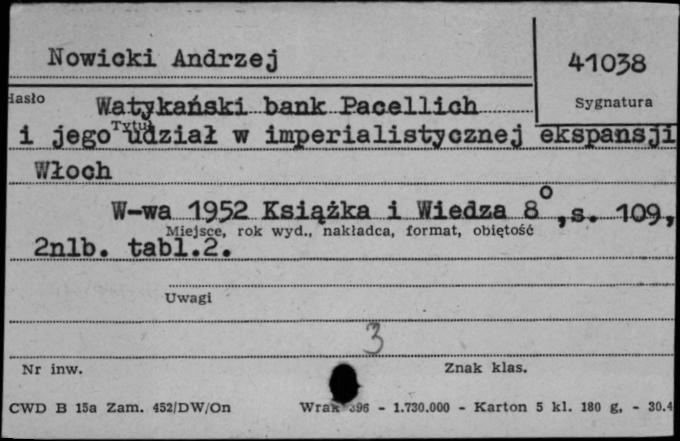 Nowicki Andrzej
41038
Hasło
Sygnatura
Watykański bank Pacellich
Tytuł
i jego udział w imperialistycznej ekspansji
Włoch
W-wa 1952 Książka i Wiedza 8°,s. 109,
Miejsce, rok wyd., nakładca, format, objętość
2nlb. tabl.2.
Uwagi
3
Nr inw.
Znak klas.
CWD B 15a Zam. 452/DW/On
396 - 1.730.000 - Karton 5 kl. 180 g, - 30.4